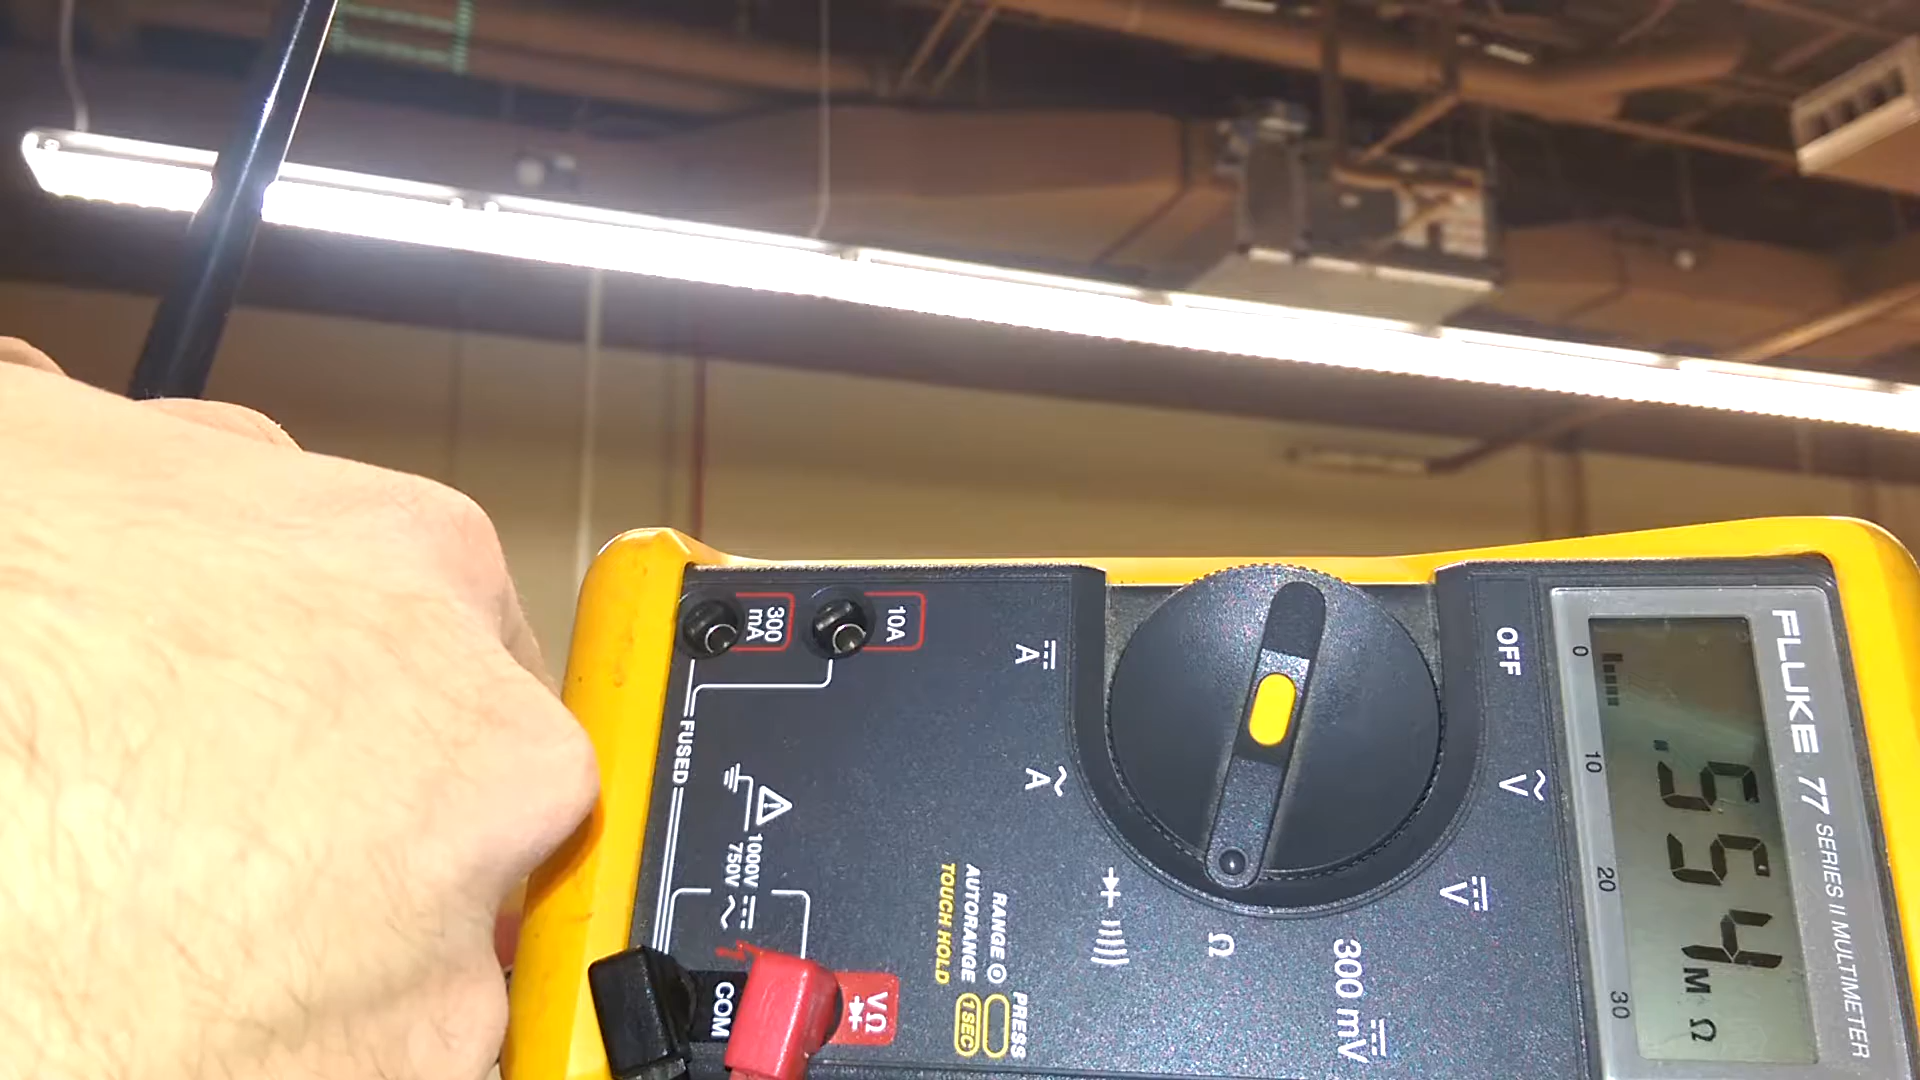 FLUKE 77 SERIES II MULTIMETER
.554 MΩ
0 10 20 30
OFF
V~
V⎓
300 mV⎓
Ω
A⎓
A~
PRESS
RANGE
AUTORANGE
1 SEC
TOUCH HOLD
10A
300
mA
FUSED
1000V⎓
750V~
VΩ
COM